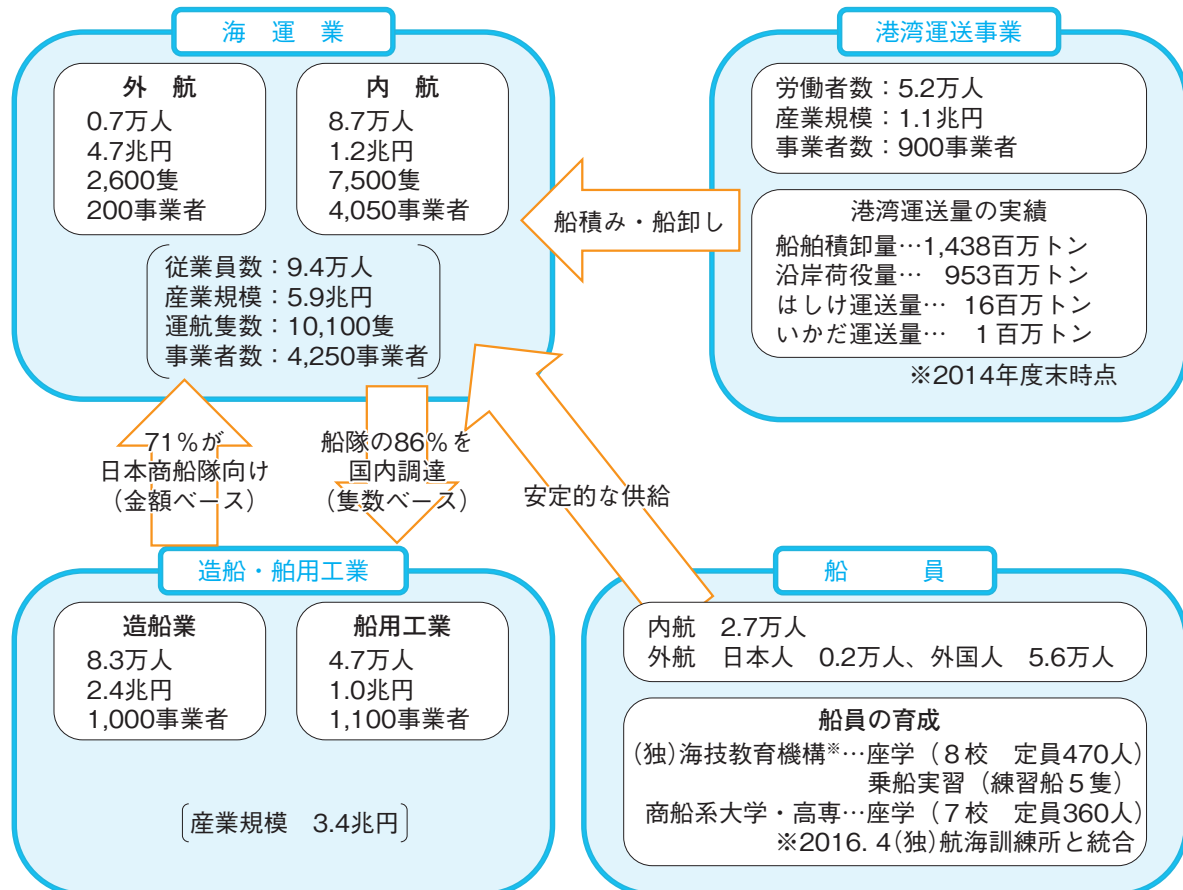 海　運　業
外　航
0.7万人
4.7兆円
2,600隻
200事業者
内　航
8.7万人
1.2兆円
7,500隻
4,050事業者
従業員数：9.4万人
産業規模：5.9兆円
運航隻数：10,100隻
事業者数：4,250事業者
港湾運送事業
労働者数：5.2万人
産業規模：1.1兆円
事業者数：900事業者
港湾運送量の実績
船舶積卸量…1,438百万トン
沿岸荷役量…　953百万トン
はしけ運送量…　16百万トン
いかだ運送量…　1百万トン
※2014年度末時点
船積み・船卸し
71％が
日本商船隊向け
（金額ベース）
船隊の86％を
国内調達
（隻数ベース）
安定的な供給
造船・舶用工業
造船業
8.3万人
2.4兆円
1,000事業者
船用工業
4.7万人
1.0兆円
1,100事業者
産業規模　3.4兆円
船　　員
内航　2.7万人
外航　日本人　0.2万人、外国人　5.6万人
船員の育成
(独)海技教育機構※…座学（8校　定員470人）
乗船実習（練習船5隻）
商船系大学・高専…座学（7校　定員360人）
※2016. 4(独)航海訓練所と統合